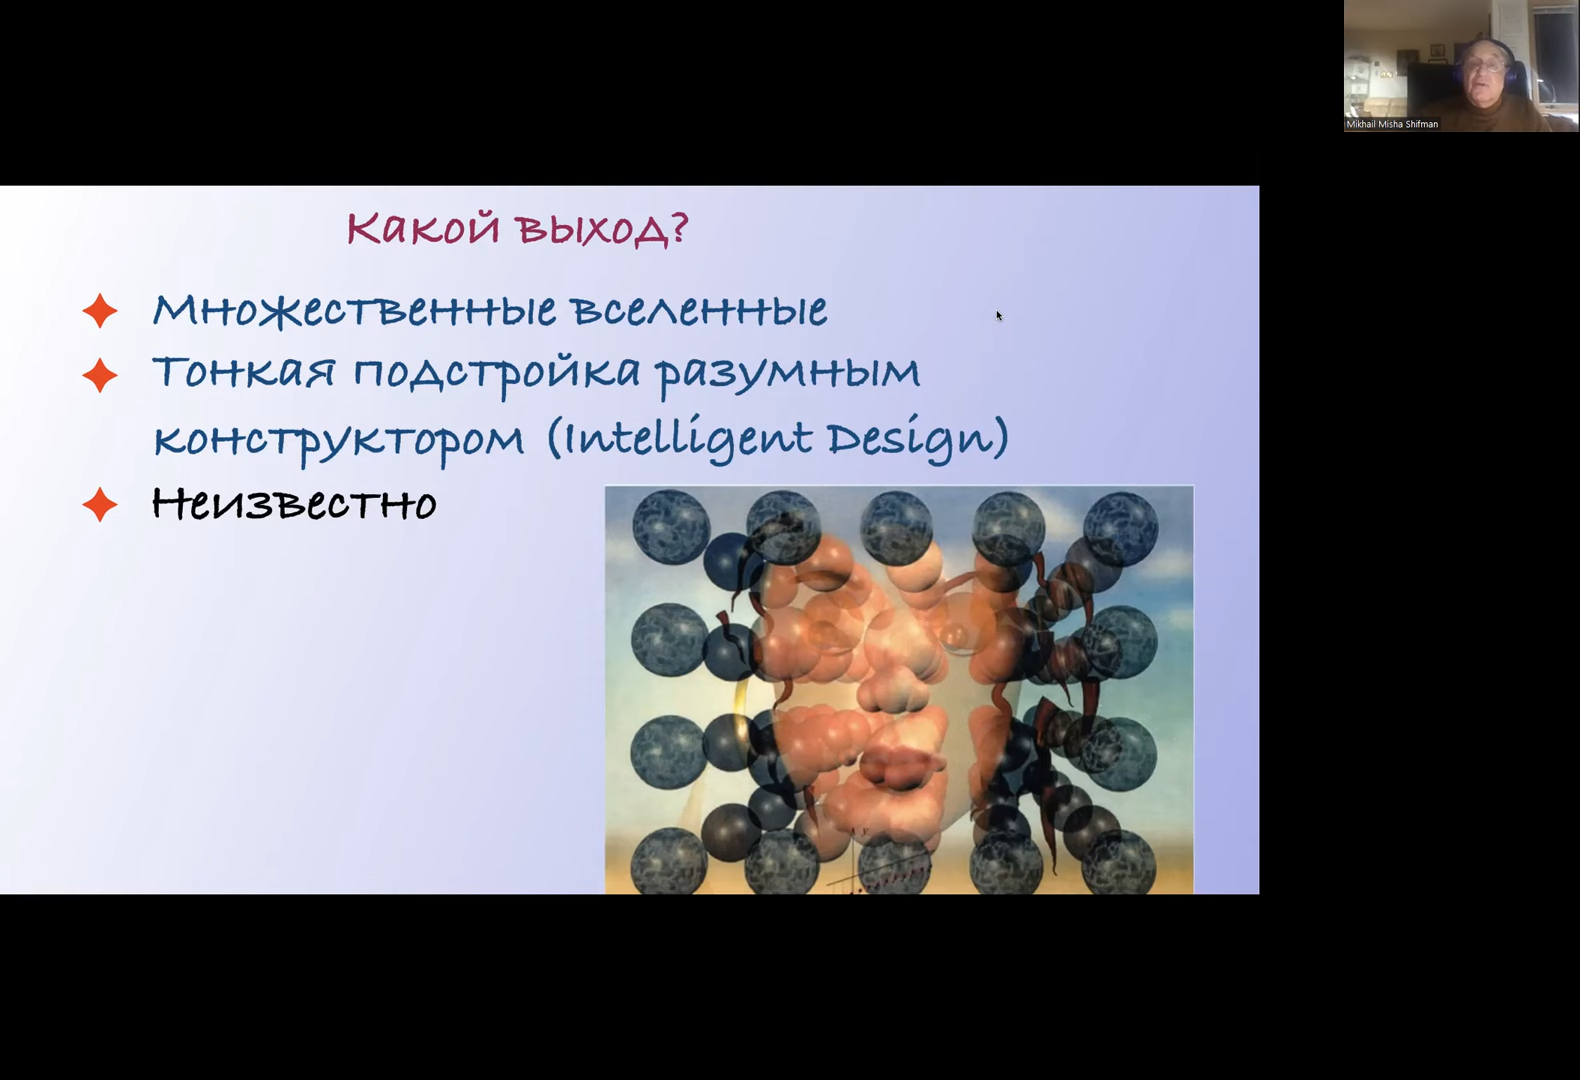 Mikhail Misha Shifman
Какой выход?
Множественные вселенные
Тонкая подстройка разумным
конструктором (Intelligent Design)
Неизвестно